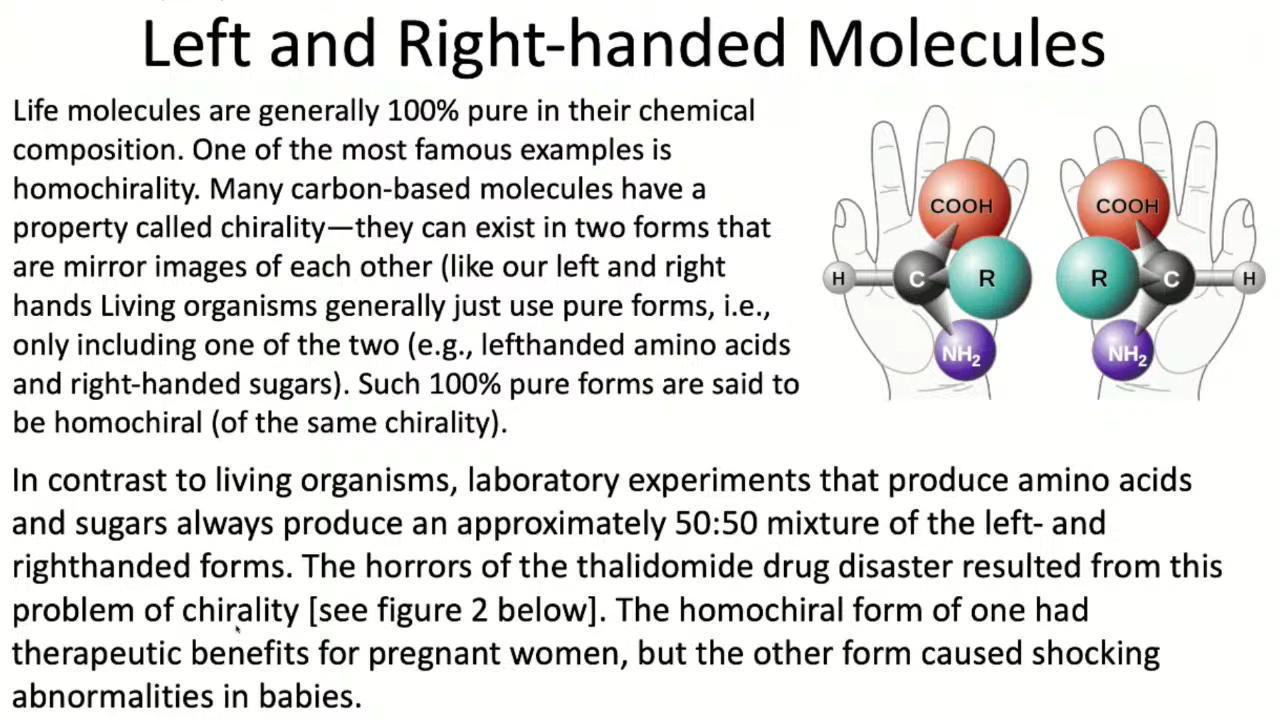 Left and Right-handed Molecules
Life molecules are generally 100% pure in their chemical
composition. One of the most famous examples is
homochirality. Many carbon-based molecules have a
property called chirality—they can exist in two forms that
are mirror images of each other (like our left and right
hands Living organisms generally just use pure forms, i.e.,
only including one of the two (e.g., lefthanded amino acids
and right-handed sugars). Such 100% pure forms are said to
be homochiral (of the same chirality).
COOH
H
C
R
NH2
COOH
R
C
H
NH2
In contrast to living organisms, laboratory experiments that produce amino acids
and sugars always produce an approximately 50:50 mixture of the left- and
righthanded forms. The horrors of the thalidomide drug disaster resulted from this
problem of chirality [see figure 2 below]. The homochiral form of one had
therapeutic benefits for pregnant women, but the other form caused shocking
abnormalities in babies.